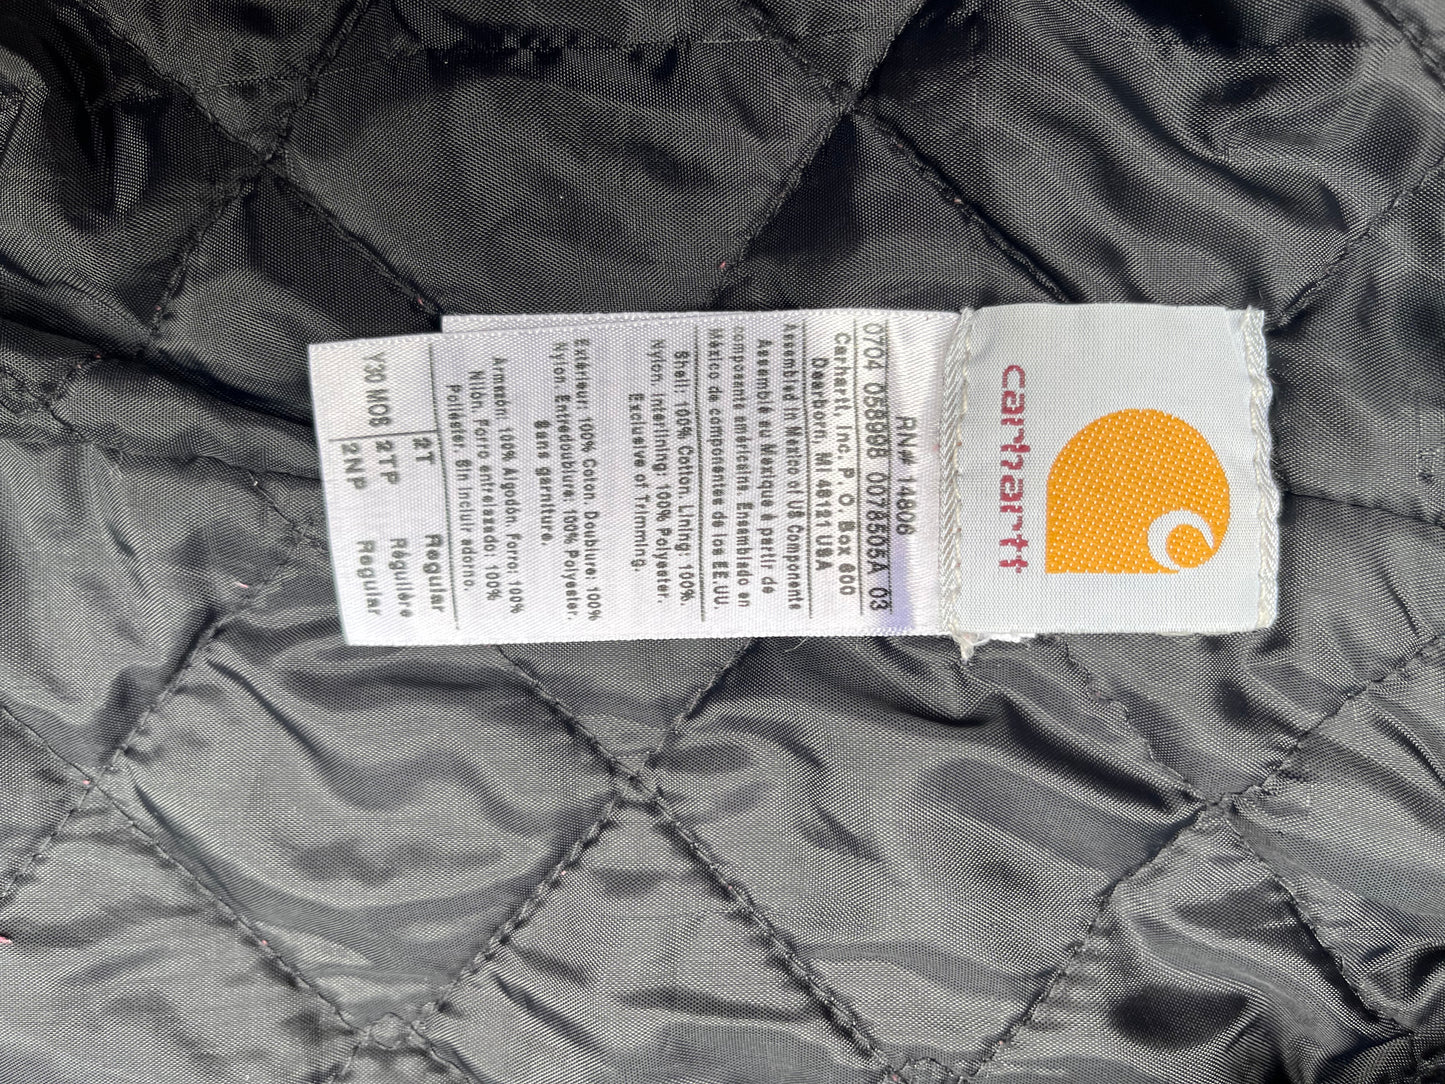 carhartt
RN# 14806
0704 058998 0078505A 03
Carhartt, Inc. P. O. Box 600
Dearborn, MI 48121 USA
Assembled in Mexico of US Components
Assemblé au Mexique à partir de
composants américains. Ensamblado en
México de componentes de los EE.UU.
Shell: 100% Cotton. Lining: 100%
Nylon. Interlining: 100% Polyester.
Exclusive of Trimming.
Extérieur: 100% Coton. Doublure: 100%
Nylon. Entredoublure: 100% Polyester.
Sans garniture.
Armazón: 100% Algodón. Forro: 100%
Nilón. Forro entrelazado: 100%
Poliéster. Sin incluir adorno.
2T Regular
Y30 MOS 2TP Régulière
2NP Regular